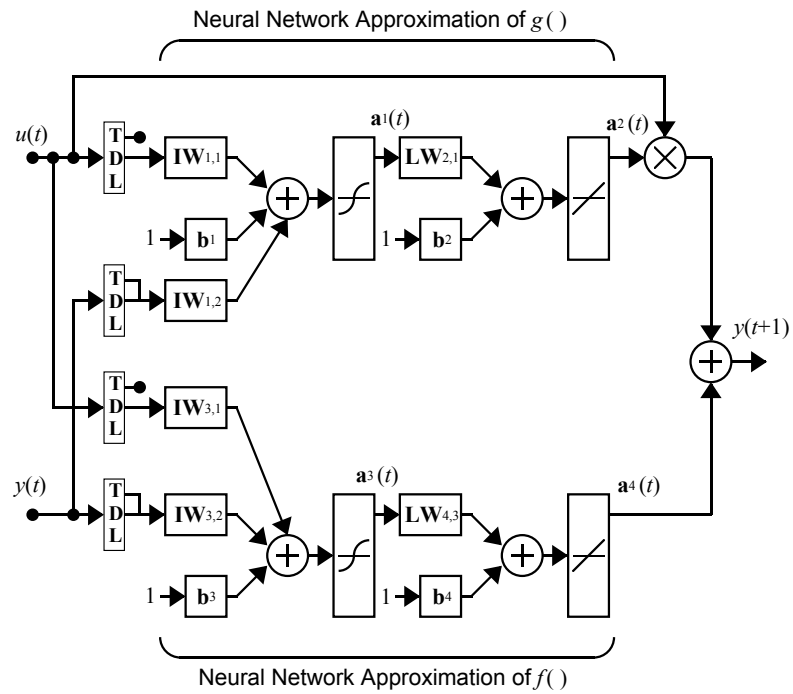 Neural Network Approximation of g ( )
u(t)
T
D
L
IW1,1
1
b1
a1(t)
LW2,1
1
b2
a2 (t)
T
D
L
IW1,2
y(t+1)
T
D
L
IW3,1
y(t)
T
D
L
IW3,2
1
b3
a3 (t)
LW4,3
1
b4
a4 (t)
Neural Network Approximation of f ( )